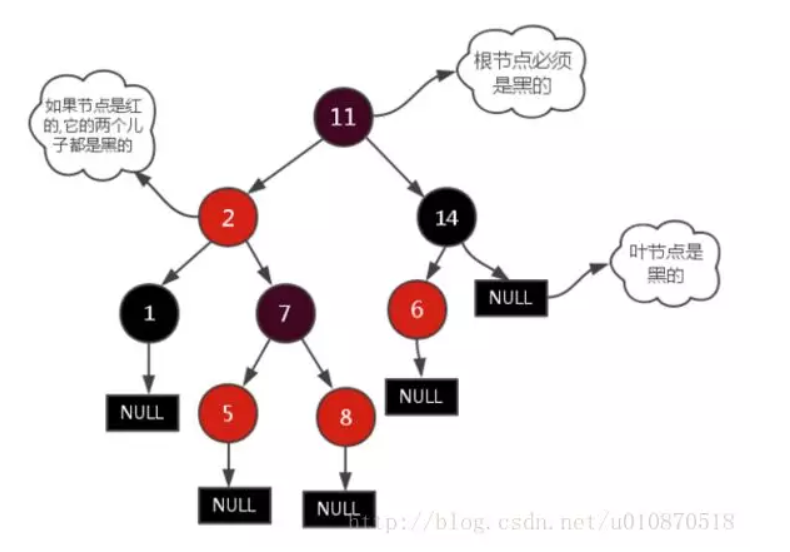 根节点必须
是黑的
如果节点是红
的,它的两个儿
子都是黑的
11
2
14
叶节点是
黑的
NULL
1
7
6
NULL
NULL
5
8
NULL
NULL
http://blog.csdn.net/u010870518